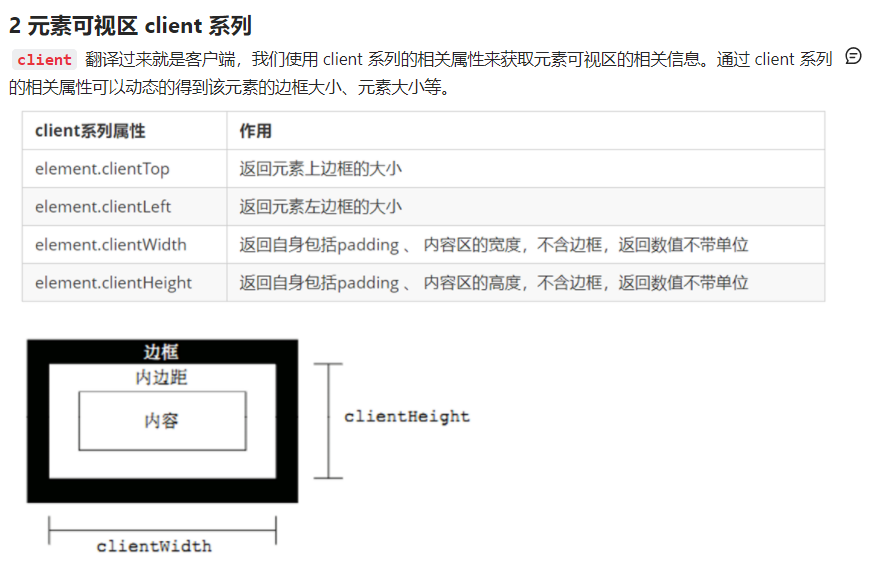 2 元素可视区 client 系列
client 翻译过来就是客户端，我们使用 client 系列的相关属性来获取元素可视区的相关信息。通过 client 系列
的相关属性可以动态的得到该元素的边框大小、元素大小等。
client系列属性 作用
element.clientTop 返回元素上边框的大小
element.clientLeft 返回元素左边框的大小
element.clientWidth 返回自身包括padding 、 内容区的宽度，不含边框，返回数值不带单位
element.clientHeight 返回自身包括padding 、 内容区的高度，不含边框，返回数值不带单位
边框
内边距
内容
clientHeight
clientWidth